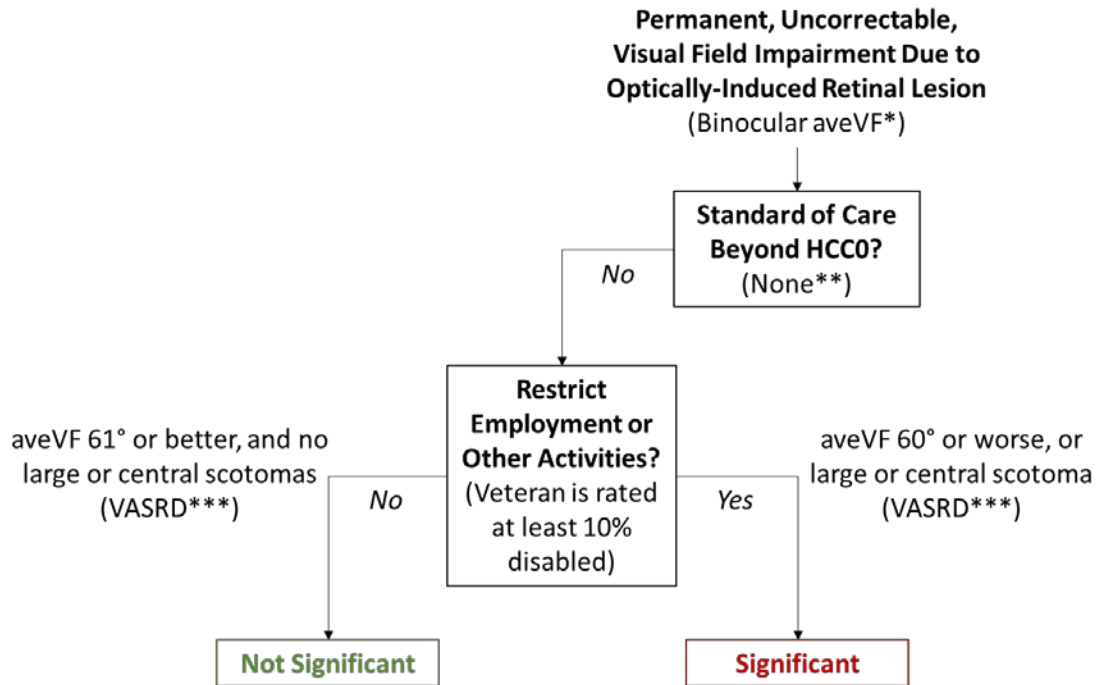 Permanent, Uncorrectable,
Visual Field Impairment Due to
Optically-Induced Retinal Lesion
(Binocular aveVF*)
Standard of Care
Beyond HCC0?
(None**)
No
Restrict
Employment or
Other Activities?
(Veteran is rated
at least 10%
disabled)
aveVF 61° or better, and no
large or central scotomas
(VASRD***)
No
Yes
aveVF 60° or worse, or
large or central scotoma
(VASRD***)
Not Significant
Significant